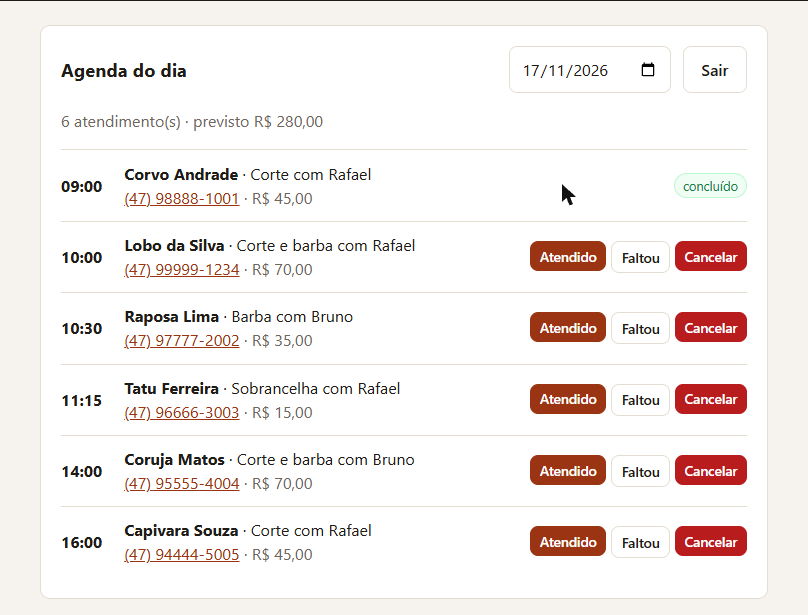 Agenda do dia
17/11/2026
Sair
6 atendimento(s) · previsto R$ 280,00
09:00
Corvo Andrade · Corte com Rafael
(47) 98888-1001 · R$ 45,00
concluído
10:00
Lobo da Silva · Corte e barba com Rafael
(47) 99999-1234 · R$ 70,00
Atendido Faltou Cancelar
10:30
Raposa Lima · Barba com Bruno
(47) 97777-2002 · R$ 35,00
Atendido Faltou Cancelar
11:15
Tatu Ferreira · Sobrancelha com Rafael
(47) 96666-3003 · R$ 15,00
Atendido Faltou Cancelar
14:00
Coruja Matos · Corte e barba com Bruno
(47) 95555-4004 · R$ 70,00
Atendido Faltou Cancelar
16:00
Capivara Souza · Corte com Rafael
(47) 94444-5005 · R$ 45,00
Atendido Faltou Cancelar